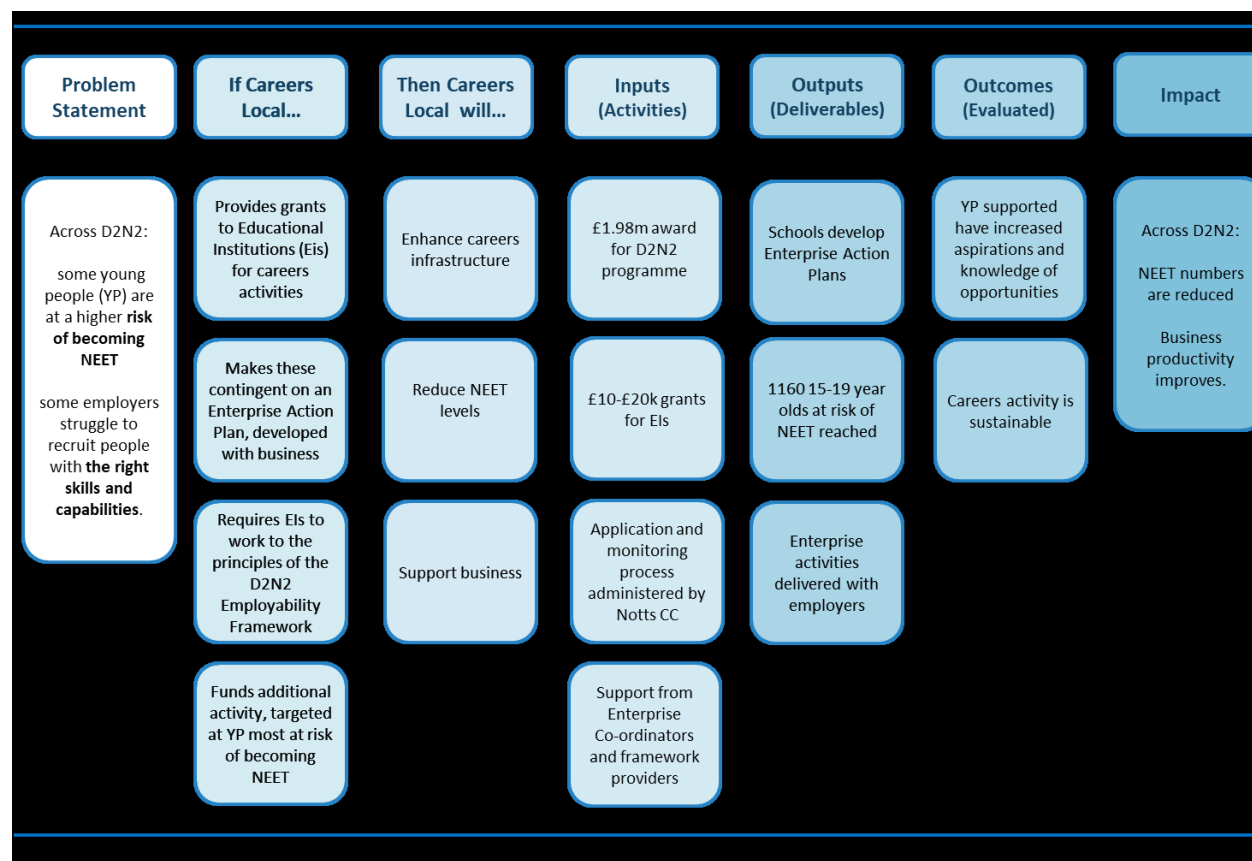 Problem
Statement
If Careers
Local...
Then Careers
Local will...
Inputs
(Activities)
Outputs
(Deliverables)
Outcomes
(Evaluated)
Impact
Across D2N2:
some young
people (YP) are
at a higher risk
of becoming
NEET
some employers
struggle to
recruit people
with the right
skills and
capabilities.
Provides grants
to Educational
Institutions (Eis)
for careers
activities
Makes these
contingent on an
Enterprise Action
Plan, developed
with business
Requires EIs to
work to the
principles of the
D2N2
Employability
Framework
Funds additional
activity, targeted
at YP most at risk
of becoming
NEET
Enhance careers
infrastructure
Reduce NEET
levels
Support business
£1.98m award
for D2N2
programme
£10-£20k grants
for EIs
Application and
monitoring
process
administered by
Notts CC
Support from
Enterprise
Co-ordinators
and framework
providers
Schools develop
Enterprise Action
Plans
1160 15-19 year
olds at risk of
NEET reached
Enterprise
activities
delivered with
employers
YP supported
have increased
aspirations and
knowledge of
opportunities
Careers activity is
sustainable
Across D2N2:
NEET numbers
are reduced
Business
productivity
improves.